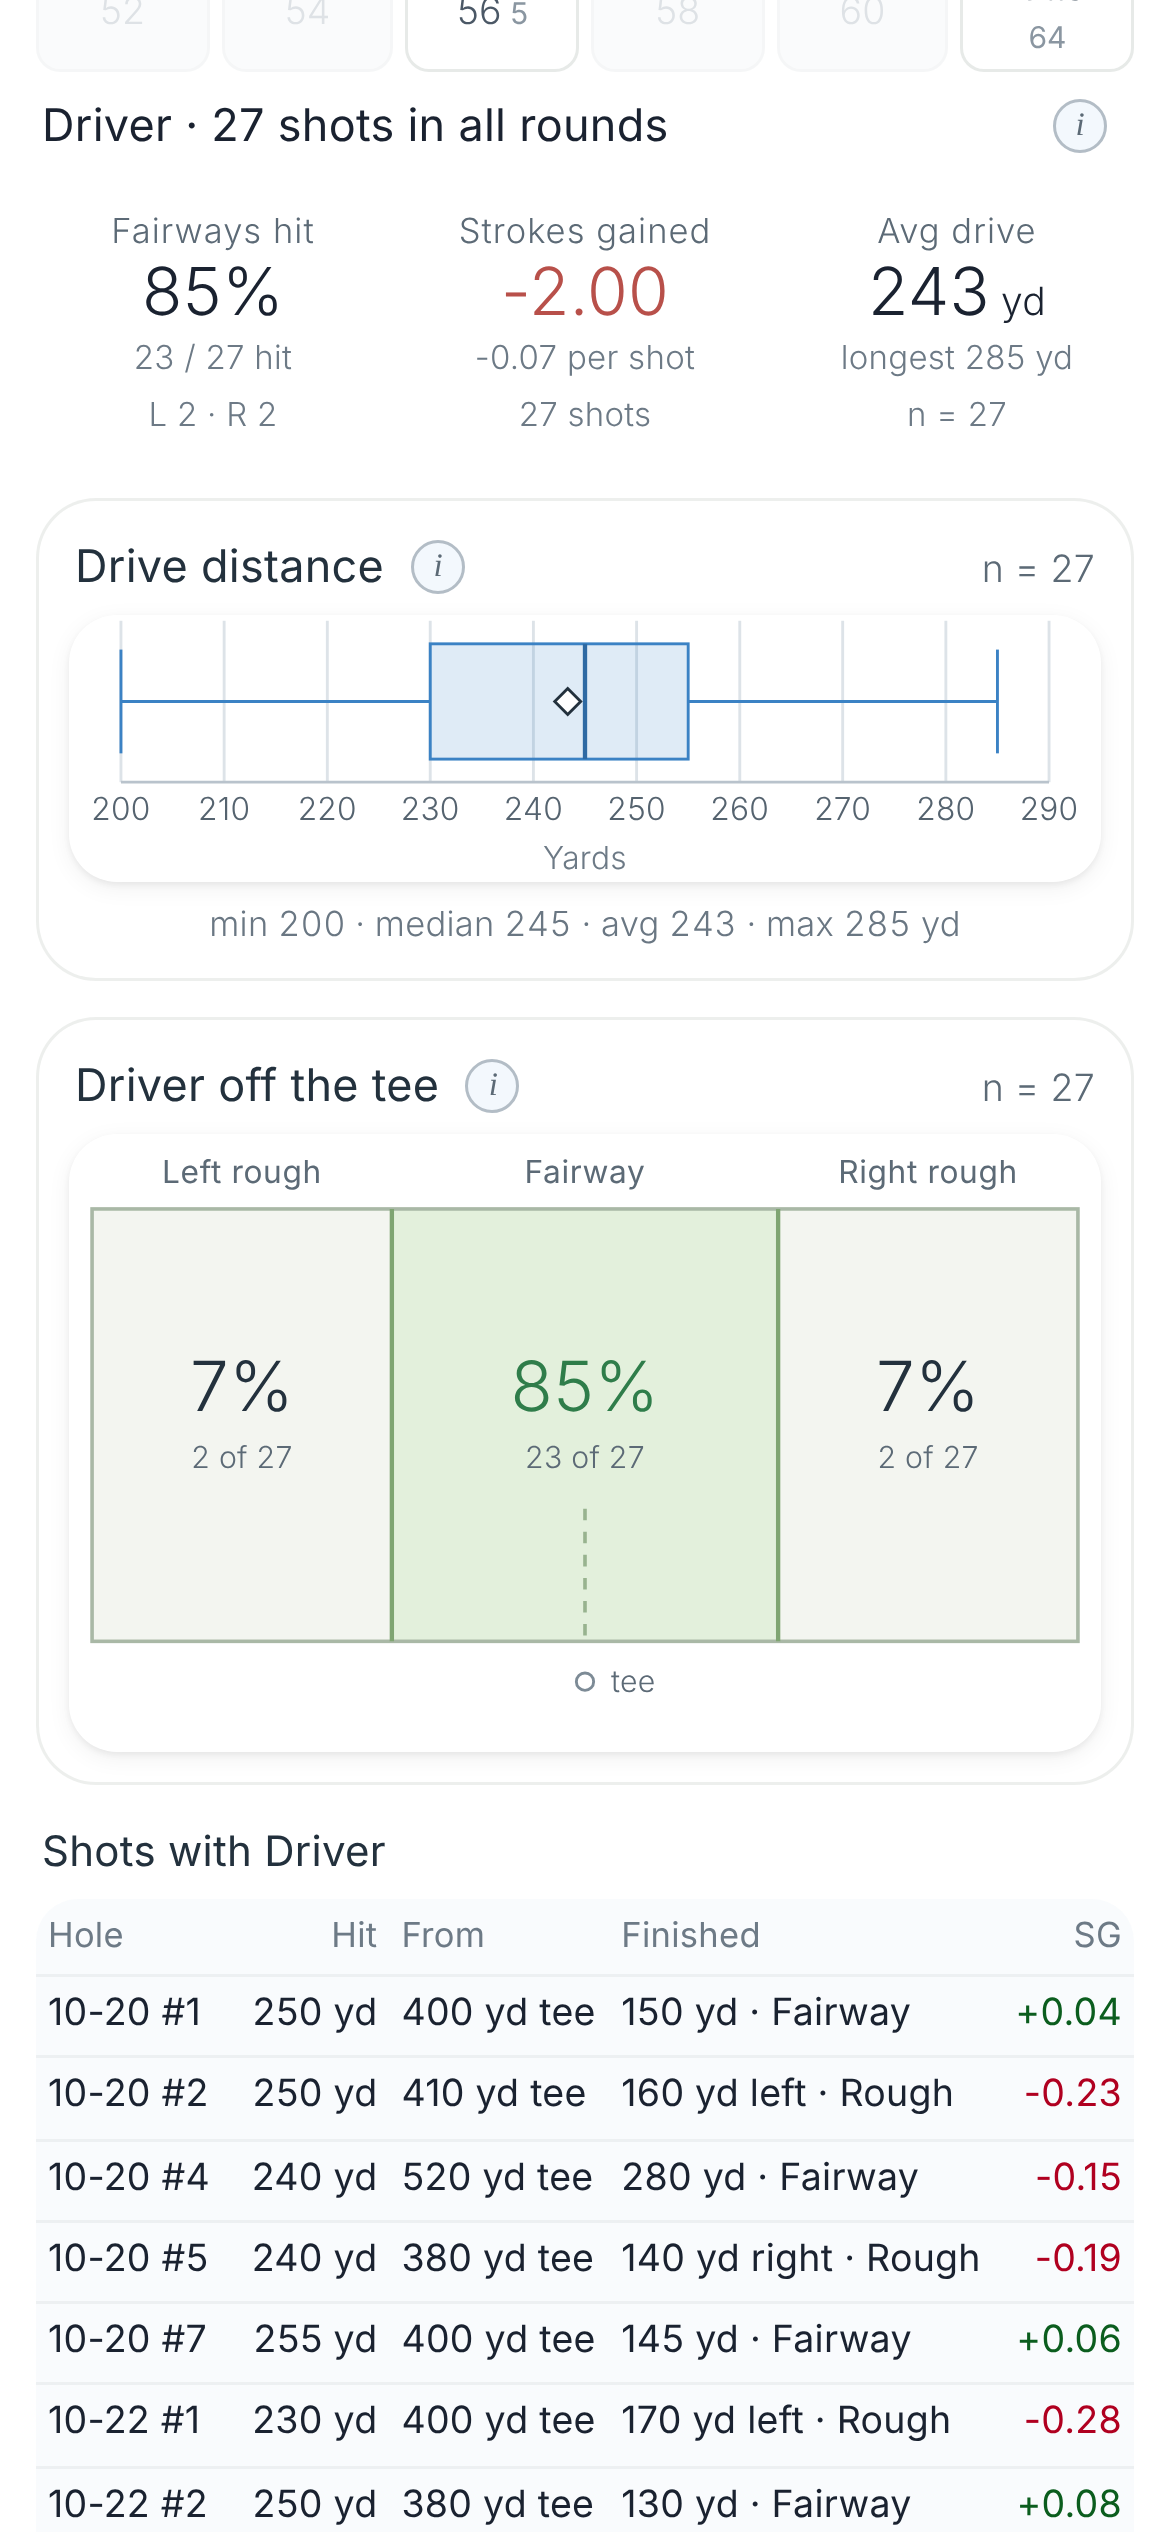 52 54 56 5 58 60
64
Driver · 27 shots in all rounds i
Fairways hit Strokes gained Avg drive
85% -2.00 243 yd
23 / 27 hit -0.07 per shot longest 285 yd
L 2 · R 2 27 shots n = 27
Drive distance i n = 27
200 210 220 230 240 250 260 270 280 290
Yards
min 200 · median 245 · avg 243 · max 285 yd
Driver off the tee i n = 27
Left rough Fairway Right rough
7% 85% 7%
2 of 27 23 of 27 2 of 27
tee
Shots with Driver
Hole Hit From Finished SG
10-20 #1 250 yd 400 yd tee 150 yd · Fairway +0.04
10-20 #2 250 yd 410 yd tee 160 yd left · Rough -0.23
10-20 #4 240 yd 520 yd tee 280 yd · Fairway -0.15
10-20 #5 240 yd 380 yd tee 140 yd right · Rough -0.19
10-20 #7 255 yd 400 yd tee 145 yd · Fairway +0.06
10-22 #1 230 yd 400 yd tee 170 yd left · Rough -0.28
10-22 #2 250 yd 380 yd tee 130 yd · Fairway +0.08